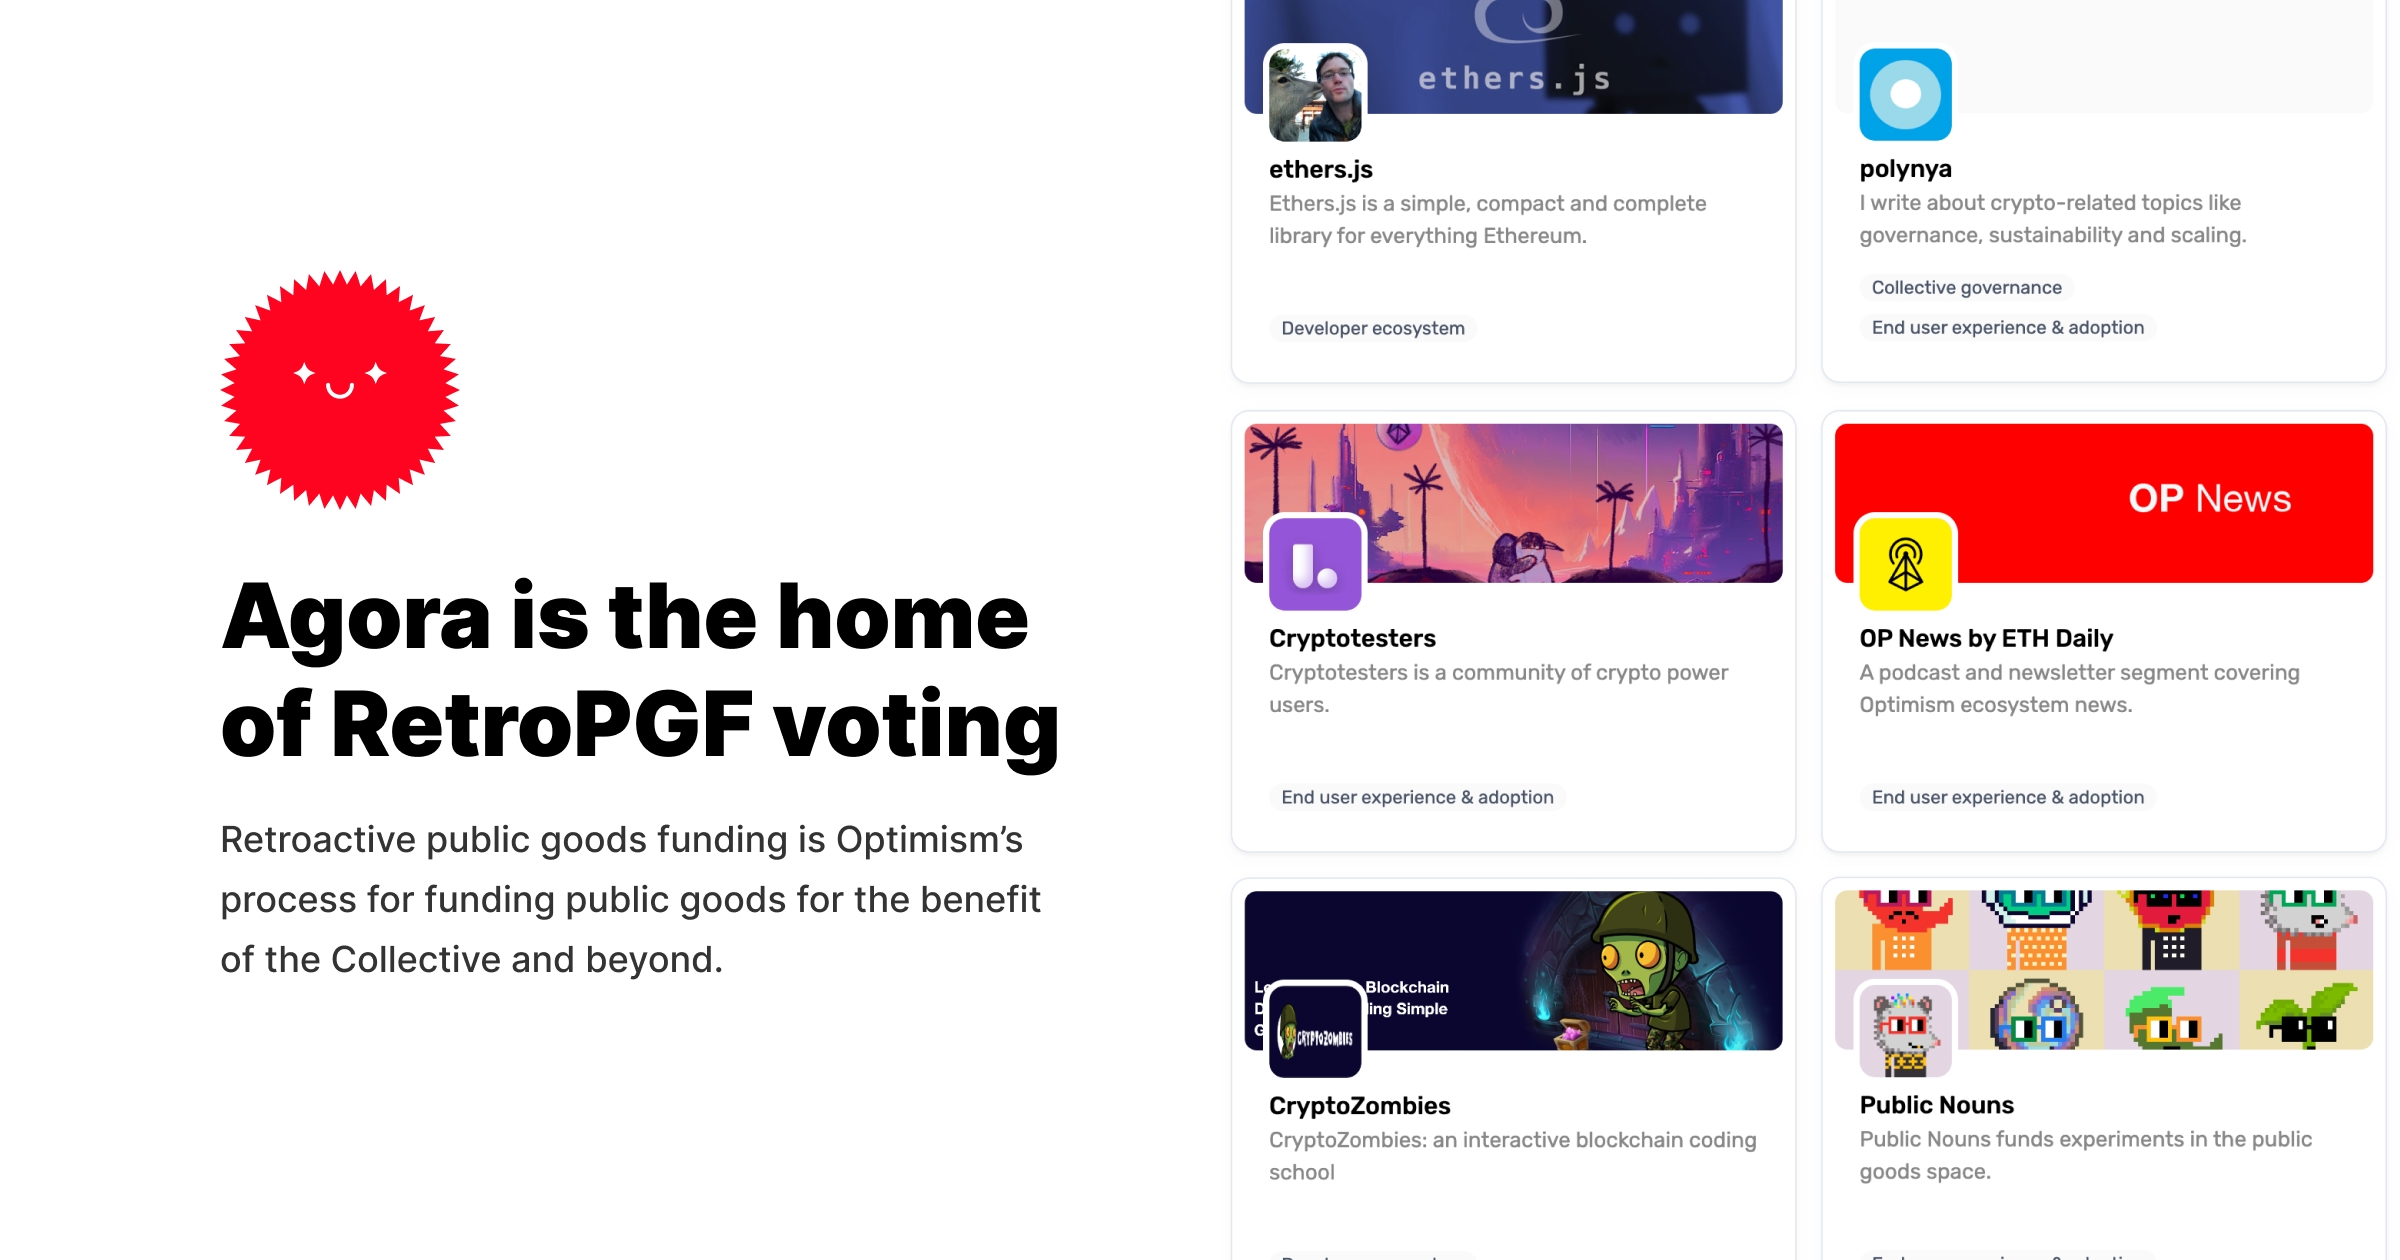 Agora is the home
of RetroPGF voting
Retroactive public goods funding is Optimism’s
process for funding public goods for the benefit
of the Collective and beyond.
ethers.js
ethers.js
Ethers.js is a simple, compact and complete
library for everything Ethereum.
Developer ecosystem
polynya
I write about crypto-related topics like
governance, sustainability and scaling.
Collective governance
End user experience & adoption
Cryptotesters
Cryptotesters is a community of crypto power
users.
End user experience & adoption
OP News
OP News by ETH Daily
A podcast and newsletter segment covering
Optimism ecosystem news.
End user experience & adoption
Blockchain
ing Simple
CRYPTOZOMBIES
CryptoZombies
CryptoZombies: an interactive blockchain coding
school
Public Nouns
Public Nouns funds experiments in the public
goods space.